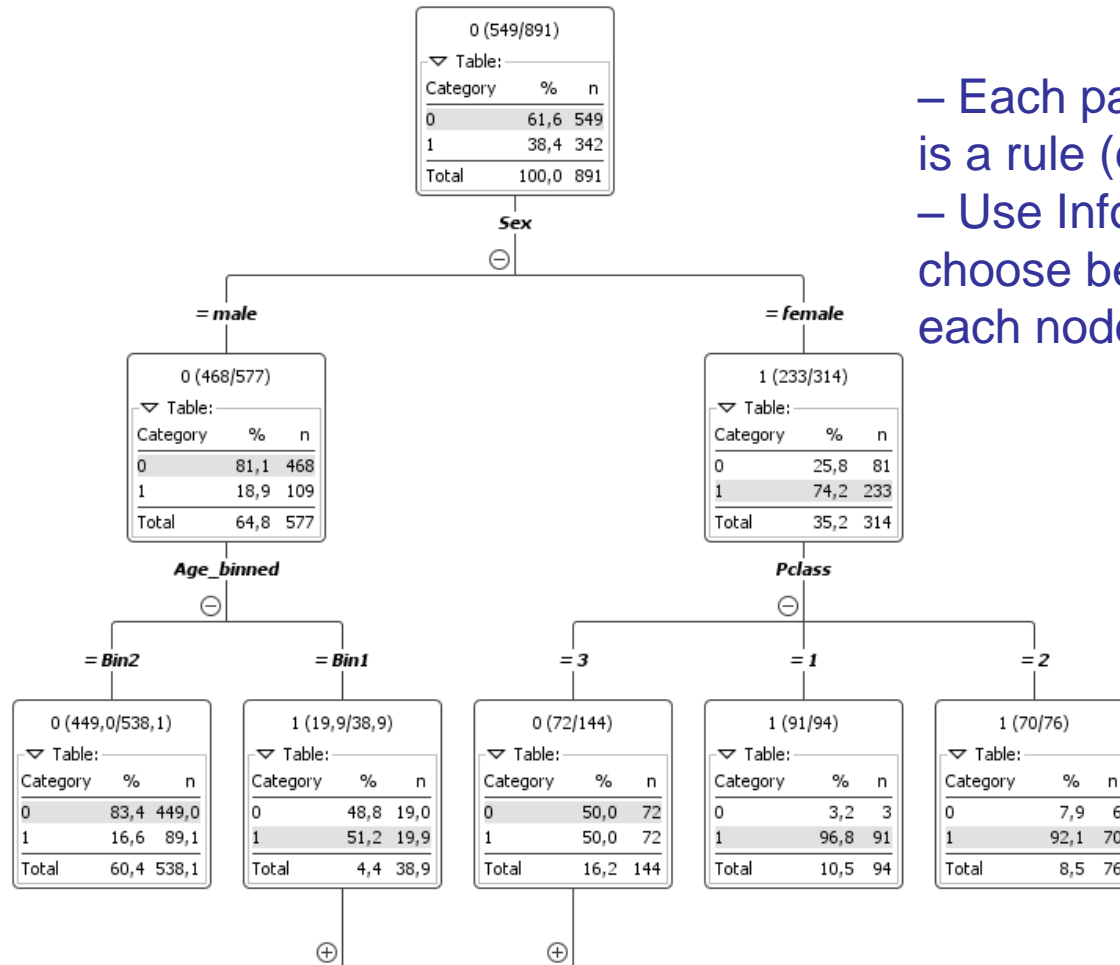 0 (549/891)
Table:
Category % n
0 61,6 549
1 38,4 342
Total 100,0 891
Sex
– Each
is a rule
– Use
choose
each
= male
= female
0 (468/577)
Table:
Category % n
0 81,1 468
1 18,9 109
Total 64,8 577
1 (233/314)
Table:
Category % n
0 25,8 81
1 74,2 233
Total 35,2 314
Age_binned
Pclass
= Bin2
= Bin1
= 3
= 1
= 2
0 (449,0/538,1)
Table:
Category % n
0 83,4 449,0
1 16,6 89,1
Total 60,4 538,1
1 (19,9/38,9)
Table:
Category % n
0 48,8 19,0
1 51,2 19,9
Total 4,4 38,9
0 (72/144)
Table:
Category % n
0 50,0 72
1 50,0 72
Total 16,2 144
1 (91/94)
Table:
Category % n
0 3,2 3
1 96,8 91
Total 10,5 94
1 (70/76)
Table:
Category % n
0 7,9 6
1 92,1 70
Total 8,5 76